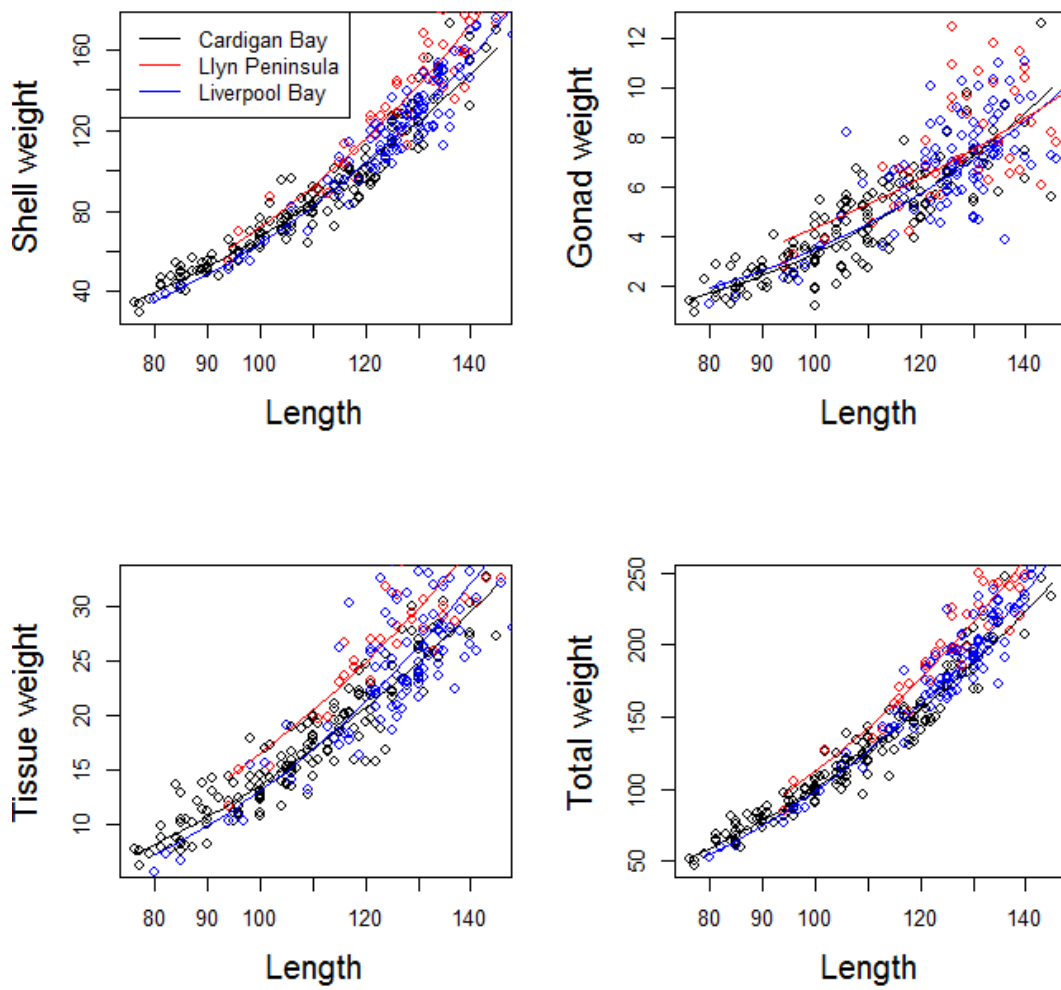 Shell weight
160
120
80
40
Cardigan Bay
Llyn Peninsula
Liverpool Bay
80 90 100 120 140
Length
Gonad weight
12
10
8
6
4
2
80 90 100 120 140
Length
Tissue weight
30
25
20
15
10
80 90 100 120 140
Length
Total weight
250
200
150
100
50
80 90 100 120 140
Length